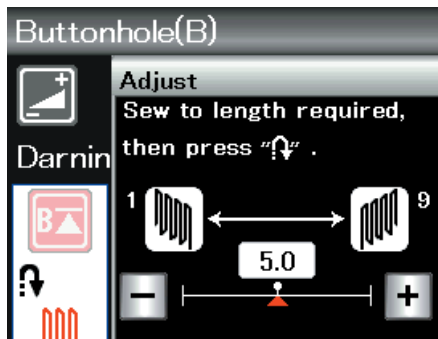 Buttonhole(B)
Adjust
Sew to length required,
then press "↶" .
Darnin
B
1
9
5.0
− +